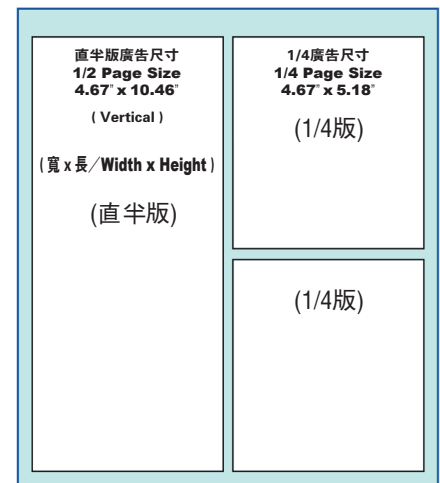 直半版廣告尺寸
1/2 Page Size
4.67" x 10.46"
( Vertical )
( 寬 x 長/Width x Height )
(直半版)
1/4廣告尺寸
1/4 Page Size
4.67" x 5.18"
(1/4版)
(1/4版)